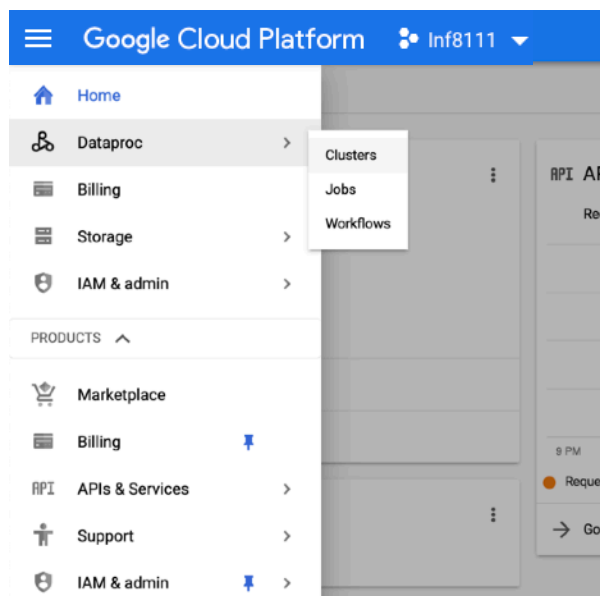 Google Cloud Platform Inf8111
Home
Dataproc
Clusters
Jobs
Workflows
Billing
Storage
IAM & admin
PRODUCTS
Marketplace
Billing
API APIs & Services
Support
IAM & admin
API
9 PM